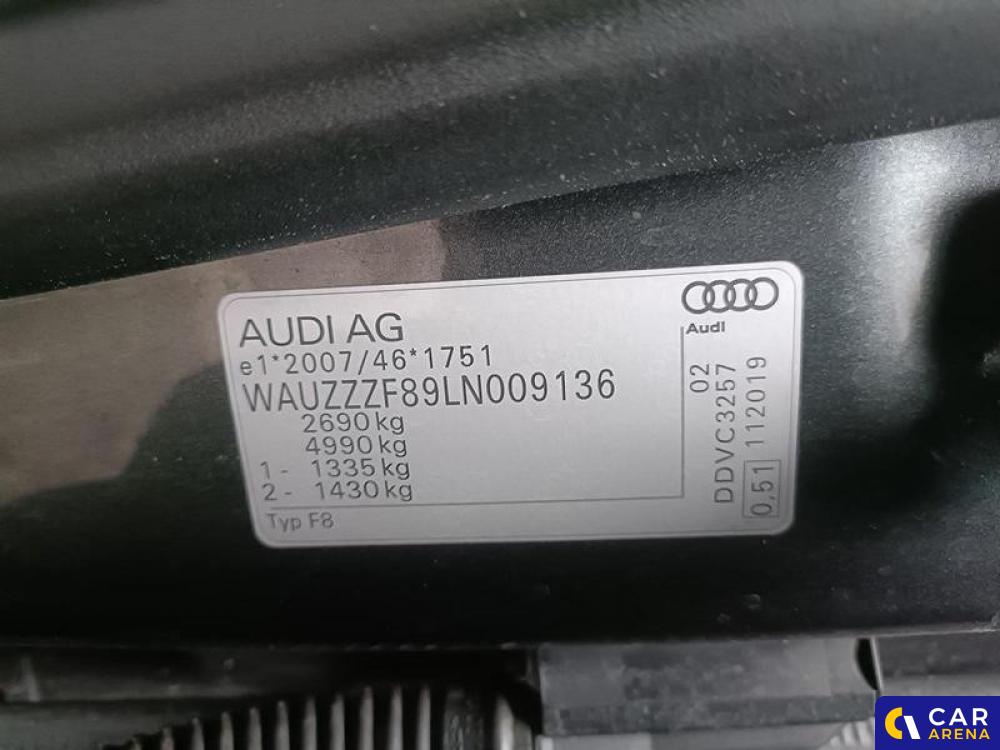 AUDI AG
e1*2007/46*1751
WAUZZZF89LN009136
2690 kg
4990 kg
1 - 1335 kg
2 - 1430 kg
Typ F8
Audi
02
DDVC3257
0,51 112019
CAR
ARENA